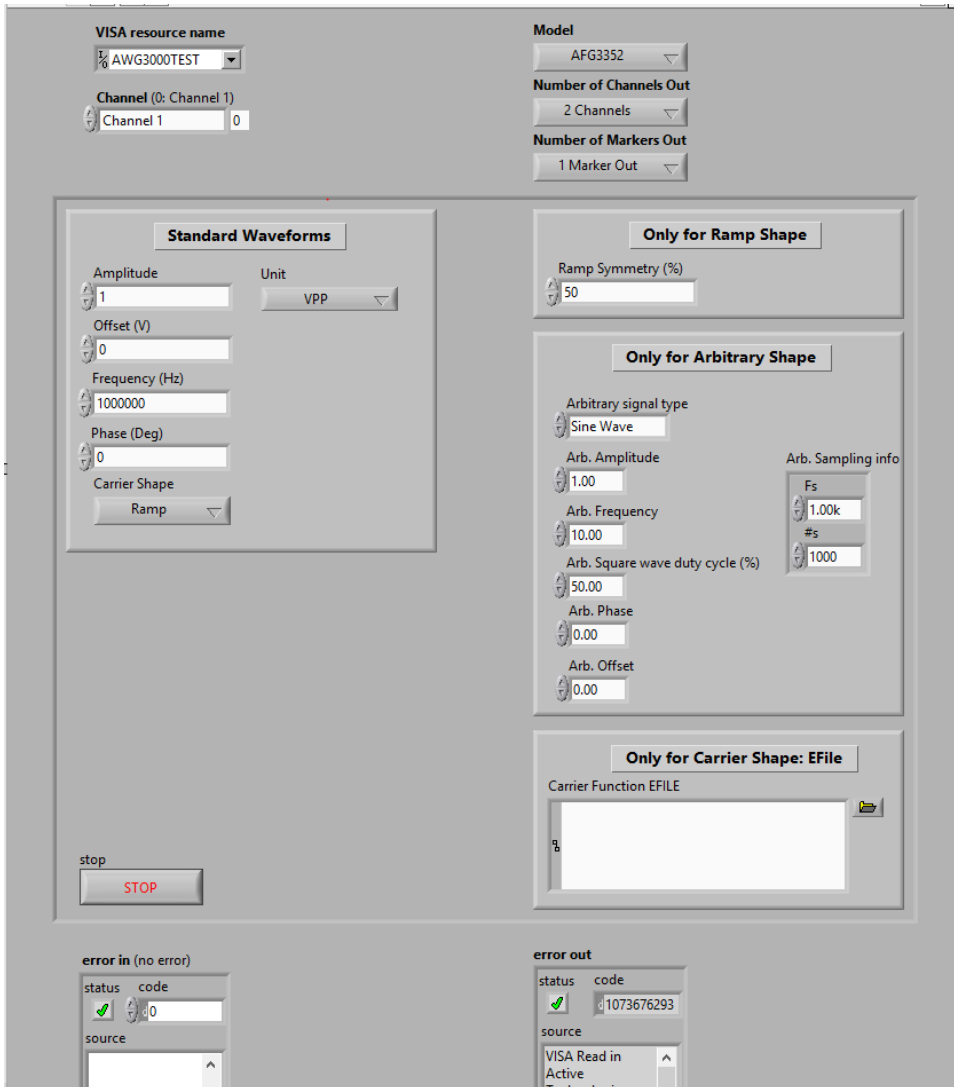 VISA resource name
AWG3000TEST
Channel (0: Channel 1)
Channel 1 0
Model
AFG3352
Number of Channels Out
2 Channels
Number of Markers Out
1 Marker Out
Standard Waveforms
Amplitude
1
Unit
VPP
Offset (V)
0
Frequency (Hz)
1000000
Phase (Deg)
0
Carrier Shape
Ramp
Only for Ramp Shape
Ramp Symmetry (%)
50
Only for Arbitrary Shape
Arbitrary signal type
Sine Wave
Arb. Amplitude
1.00
Arb. Frequency
10.00
Arb. Square wave duty cycle (%)
50.00
Arb. Phase
0.00
Arb. Offset
0.00
Arb. Sampling info
Fs
1.00k
#s
1000
Only for Carrier Shape: EFile
Carrier Function EFILE
stop
STOP
error in (no error)
status code
d 0
source
error out
status code
d 1073676293
source
VISA Read in
Active